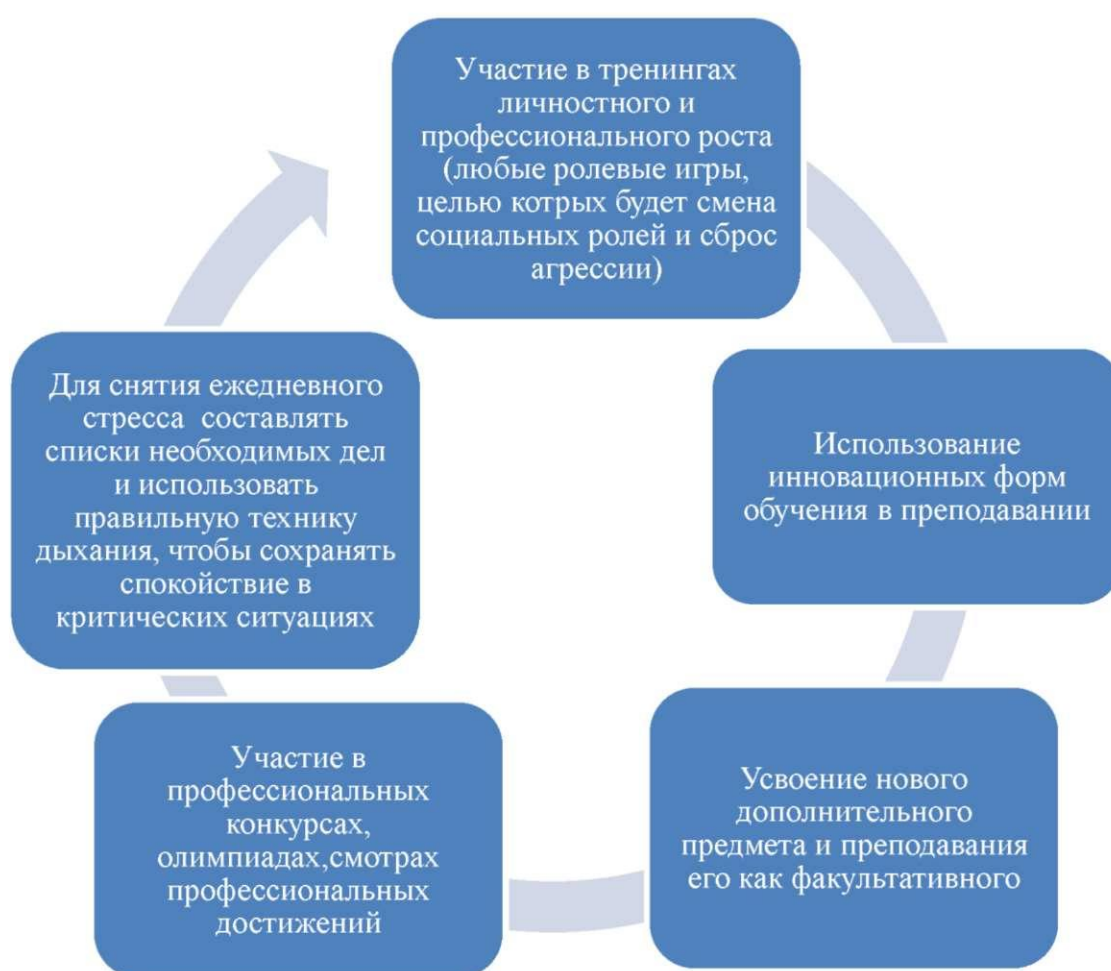 Участие в тренингах
личностного и
профессионального роста
(любые ролевые игры,
целью котрых будет смена
социальных ролей и сброс
агрессии)
Использование
инновационных форм
обучения в преподавании
Усвоение нового
дополнительного
предмета и преподавания
его как факультативного
Участие в
профессиональных
конкурсах,
олимпиадах,смотрах
профессиональных
достижений
Для снятия ежедневного
стресса составлять
списки необходимых дел
и использовать
правильную технику
дыхания, чтобы сохранять
спокойствие в
критических ситуациях